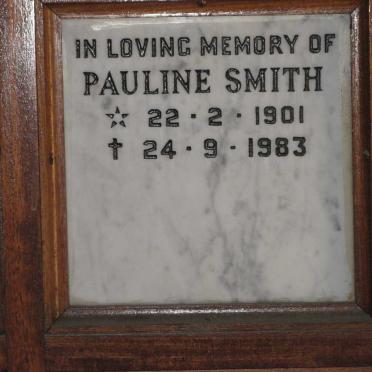 IN LOVING MEMORY OF
PAULINE SMITH
☆ 22 · 2 · 1901
✝ 24 · 9 · 1983